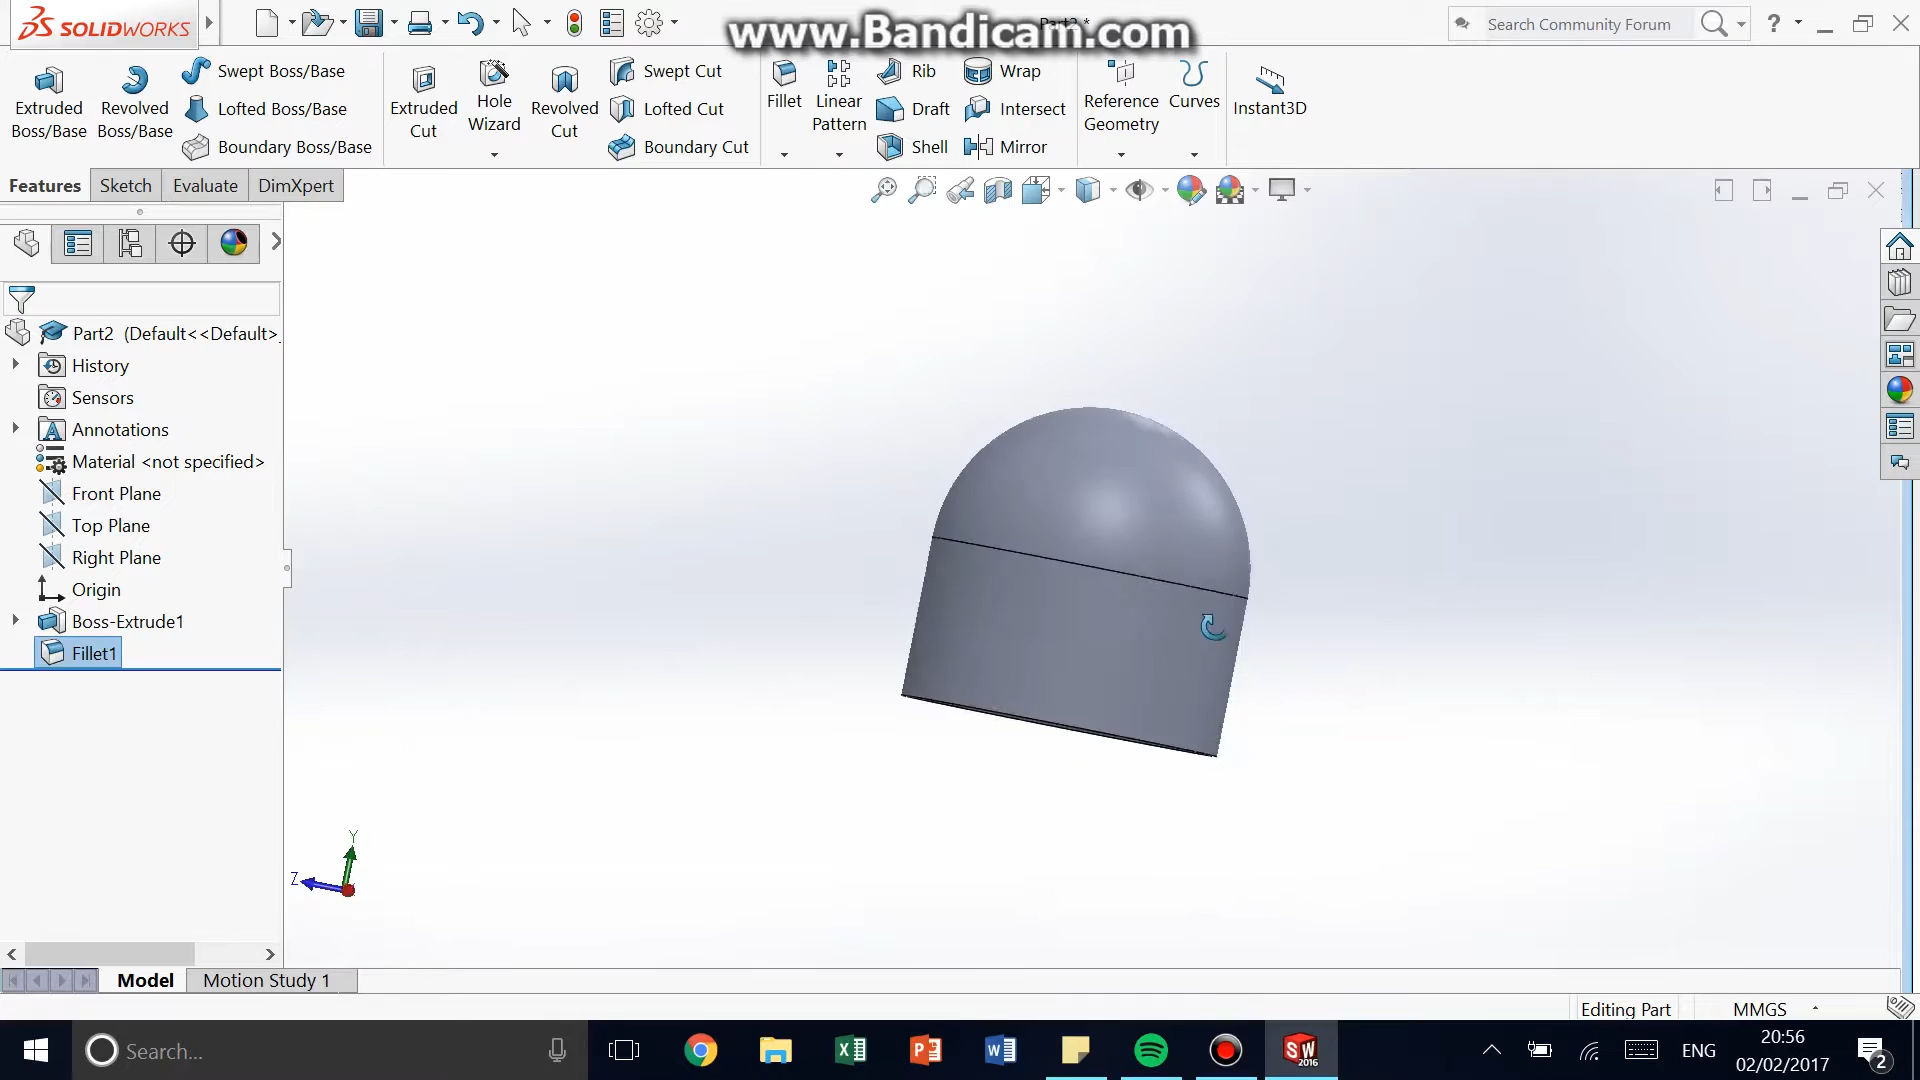 SOLIDWORKS
Part2 *
www.Bandicam.com
Search Community Forum
?
Extruded
Boss/Base
Revolved
Boss/Base
Swept Boss/Base
Lofted Boss/Base
Boundary Boss/Base
Extruded
Cut
Hole
Wizard
Revolved
Cut
Swept Cut
Lofted Cut
Boundary Cut
Fillet
Linear
Pattern
Rib
Draft
Shell
Wrap
Intersect
Mirror
Reference
Geometry
Curves
Instant3D
Features
Sketch
Evaluate
DimXpert
Part2 (Default<<Default>_
History
Sensors
Annotations
Material <not specified>
Front Plane
Top Plane
Right Plane
Origin
Boss-Extrude1
Fillet1
Y
Z
Model
Motion Study 1
Editing Part
MMGS
Search...
SW
2016
ENG
20:56
02/02/2017
2